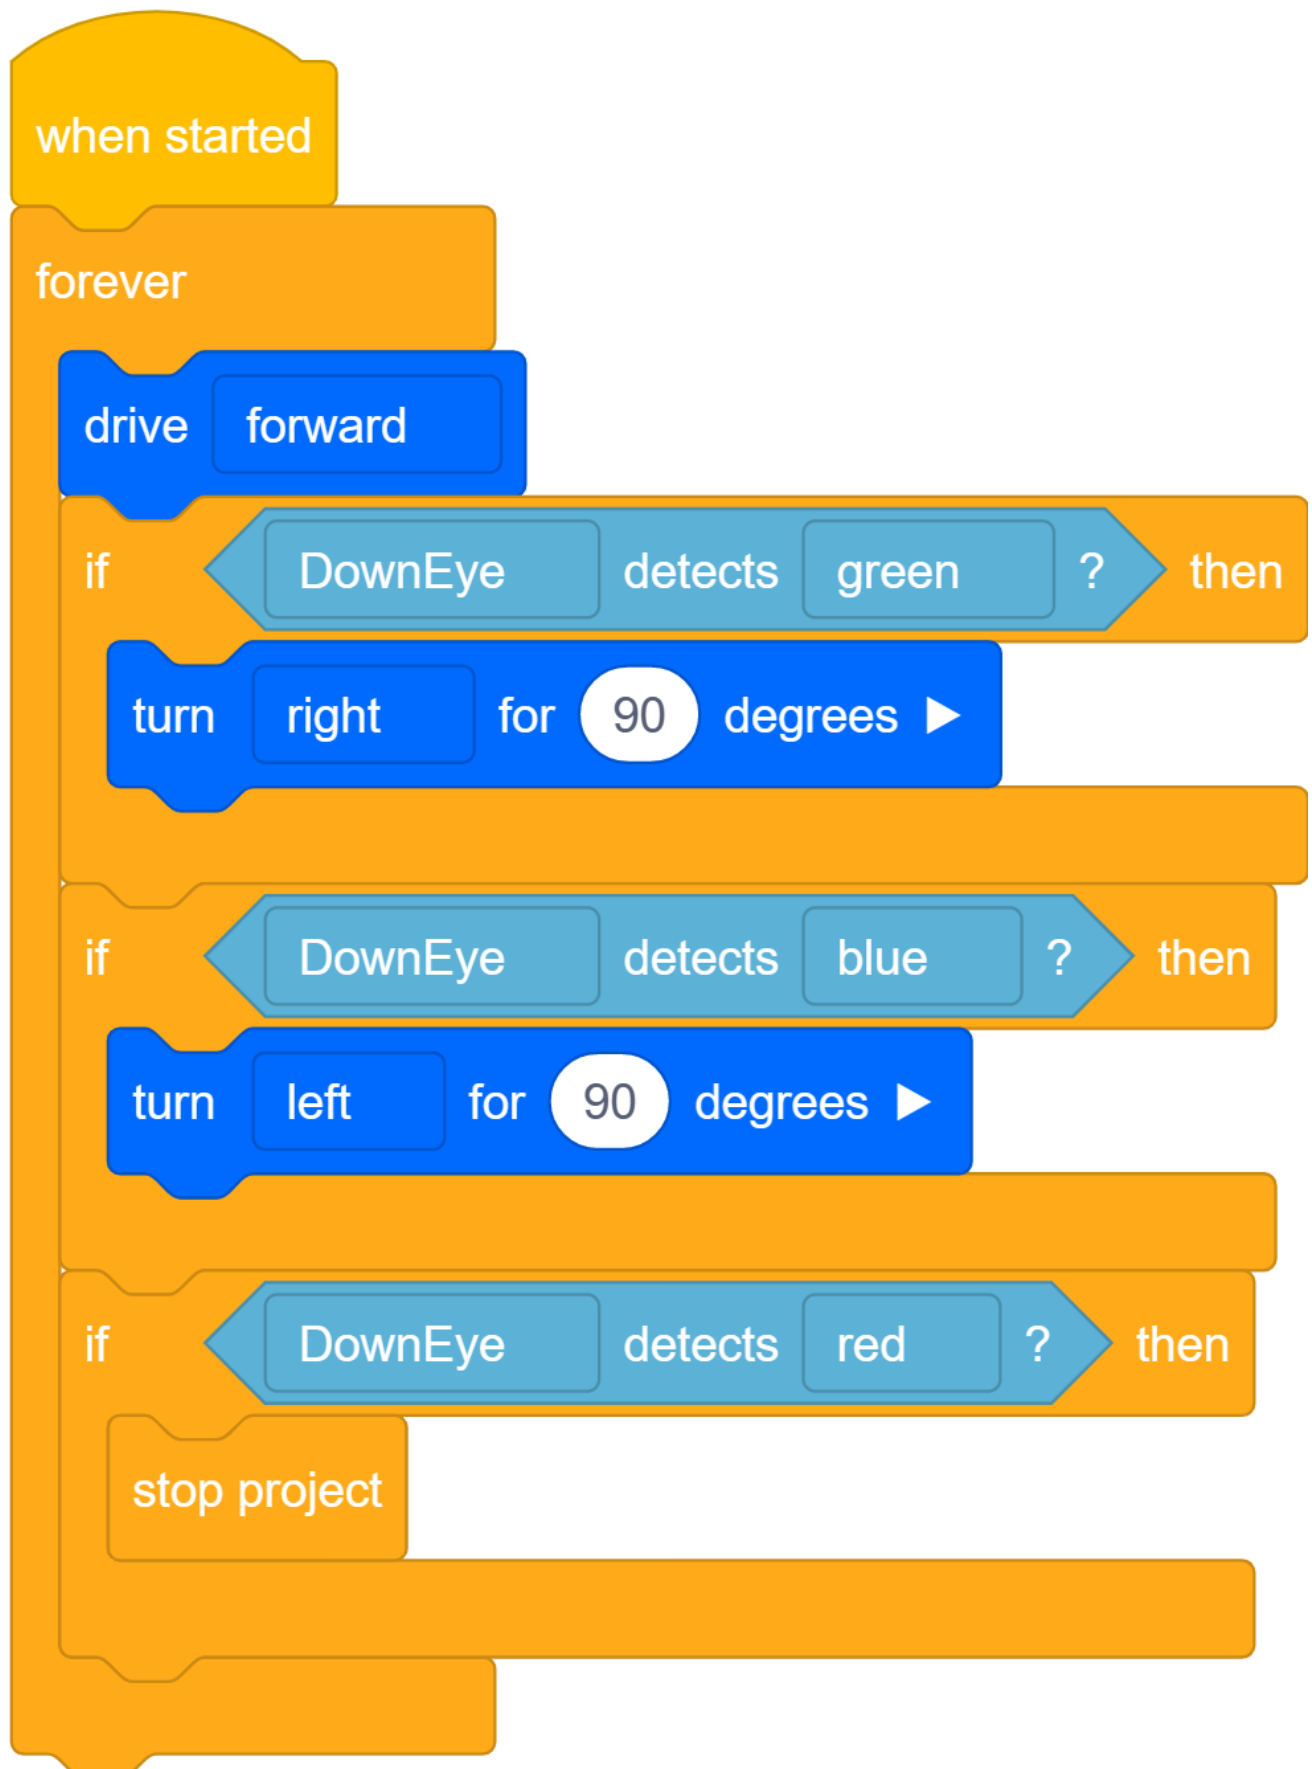 when started
forever
drive forward
if DownEye detects green ? then
turn right for 90 degrees
if DownEye detects blue ? then
turn left for 90 degrees
if DownEye detects red ? then
stop project